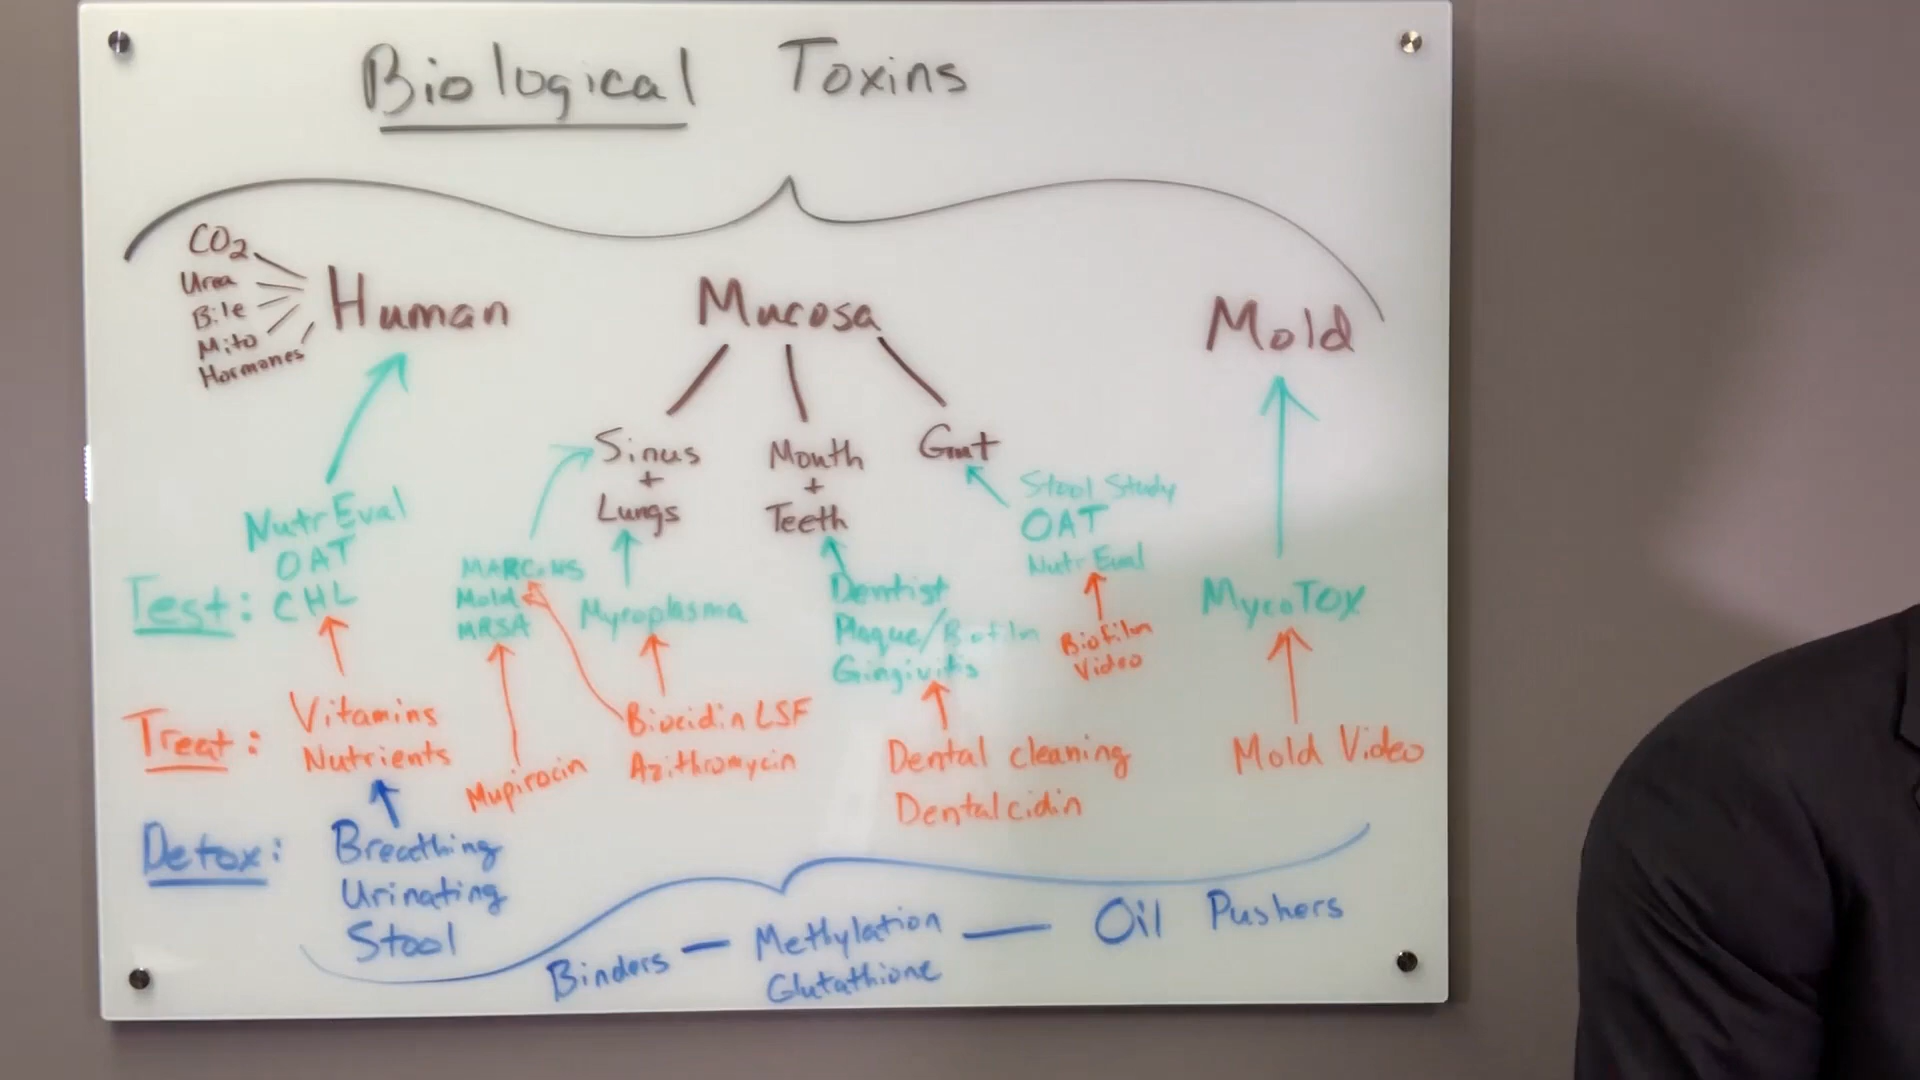 Biological Toxins
CO2
Urea
Bile
Mito
Hormones
Human
Mucosa
Mold
Sinus
+
Lungs
Mouth
+
Teeth
Gut
Test:
NutrEval
OAT
CHL
MARCoNS
Mold
MRSA
Mycoplasma
Dentist
Plaque/Biofilm
Gingivitis
Stool Study
OAT
NutrEval
MycoTOX
Treat:
Vitamins
Nutrients
Mupirocin
Biocidin LSF
Azithromycin
Dental cleaning
Dentalcidin
Biofilm
Video
Mold Video
Detox:
Breathing
Urinating
Stool
Binders — Methylation — Oil Pushers
Glutathione